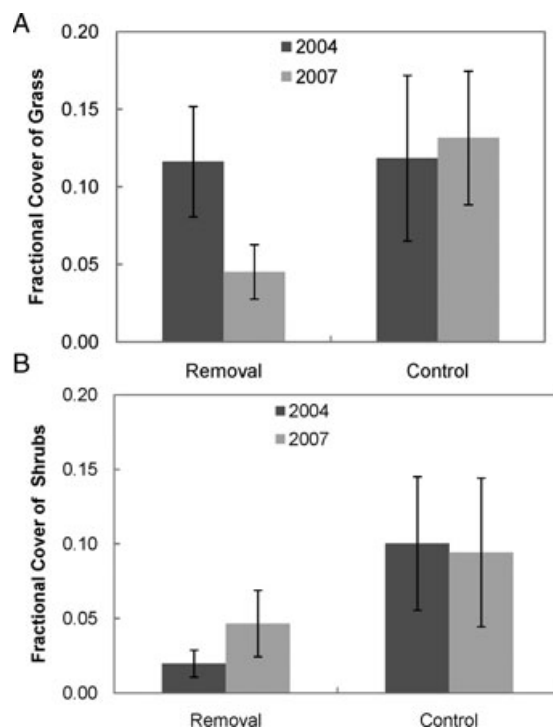 A
Fractional Cover of Grass
0.20
0.15
0.10
0.05
0.00
2004
2007
Removal
Control
B
Fractional Cover of Shrubs
0.20
0.15
0.10
0.05
0.00
2004
2007
Removal
Control